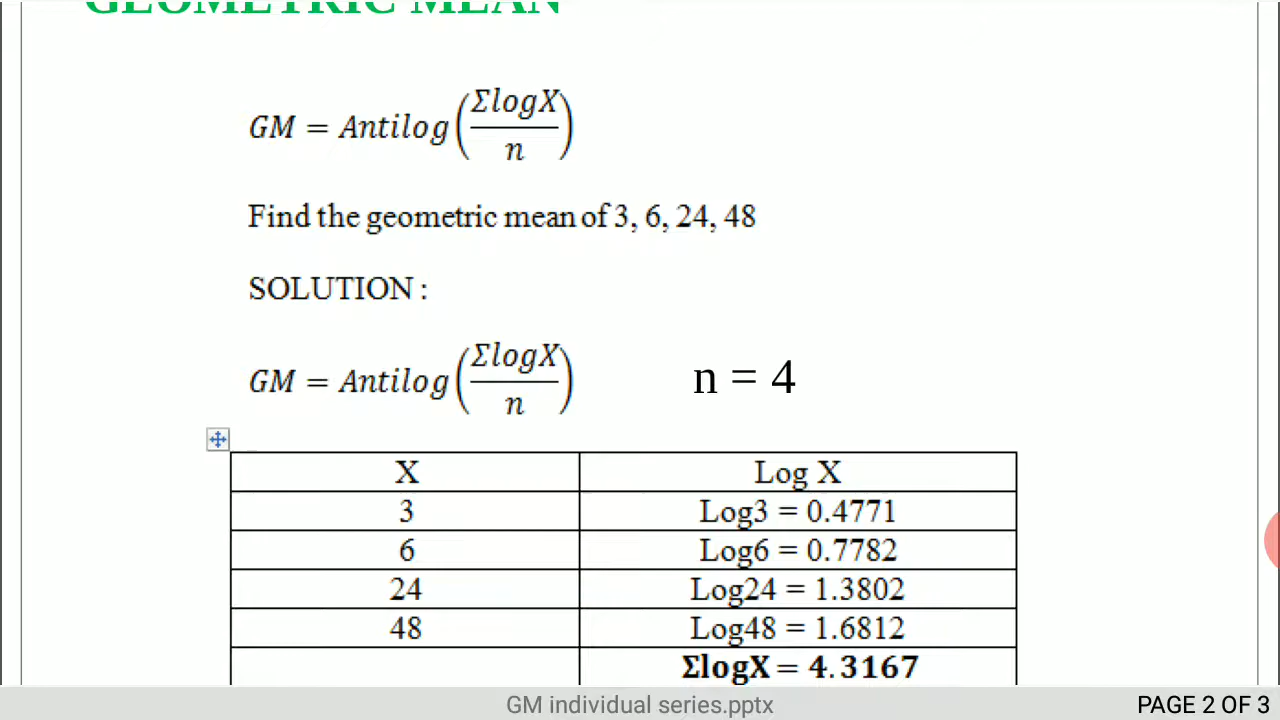 GEOMETRIC MEAN
GM = Antilog(ΣlogX/n)
Find the geometric mean of 3, 6, 24, 48
SOLUTION :
GM = Antilog(ΣlogX/n) n = 4
X Log X
3 Log3 = 0.4771
6 Log6 = 0.7782
24 Log24 = 1.3802
48 Log48 = 1.6812
ΣlogX = 4.3167
GM individual series.pptx PAGE 2 OF 3